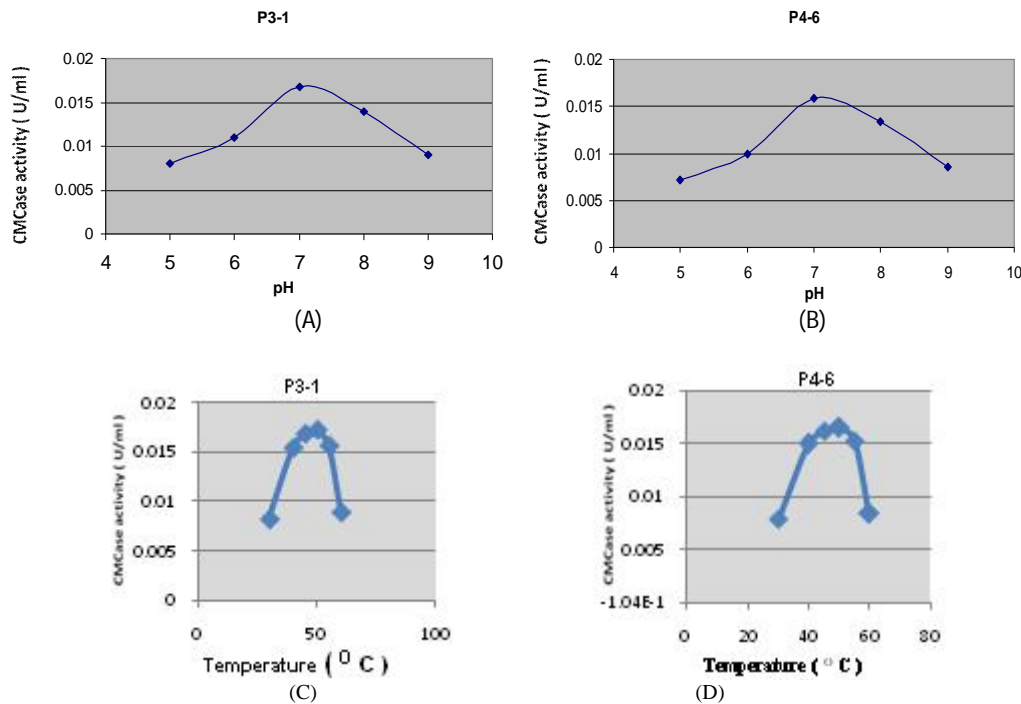 P3-1
CMCase activity ( U/ml )
0.02
0.015
0.01
0.005
0
4 5 6 7 8 9 10
pH
(A)
P4-6
CMCase activity ( U/ml )
0.02
0.015
0.01
0.005
0
4 5 6 7 8 9 10
pH
(B)
P3-1
CMCase activity ( U/ml )
0.02
0.015
0.01
0.005
0
0 50 100
Temperature ( 0 C )
(C)
P4-6
CMCase activity ( U/ml )
0.02
0.015
0.01
0.005
-1.04E-1
0 20 40 60 80
Temperature ( ° C )
(D)